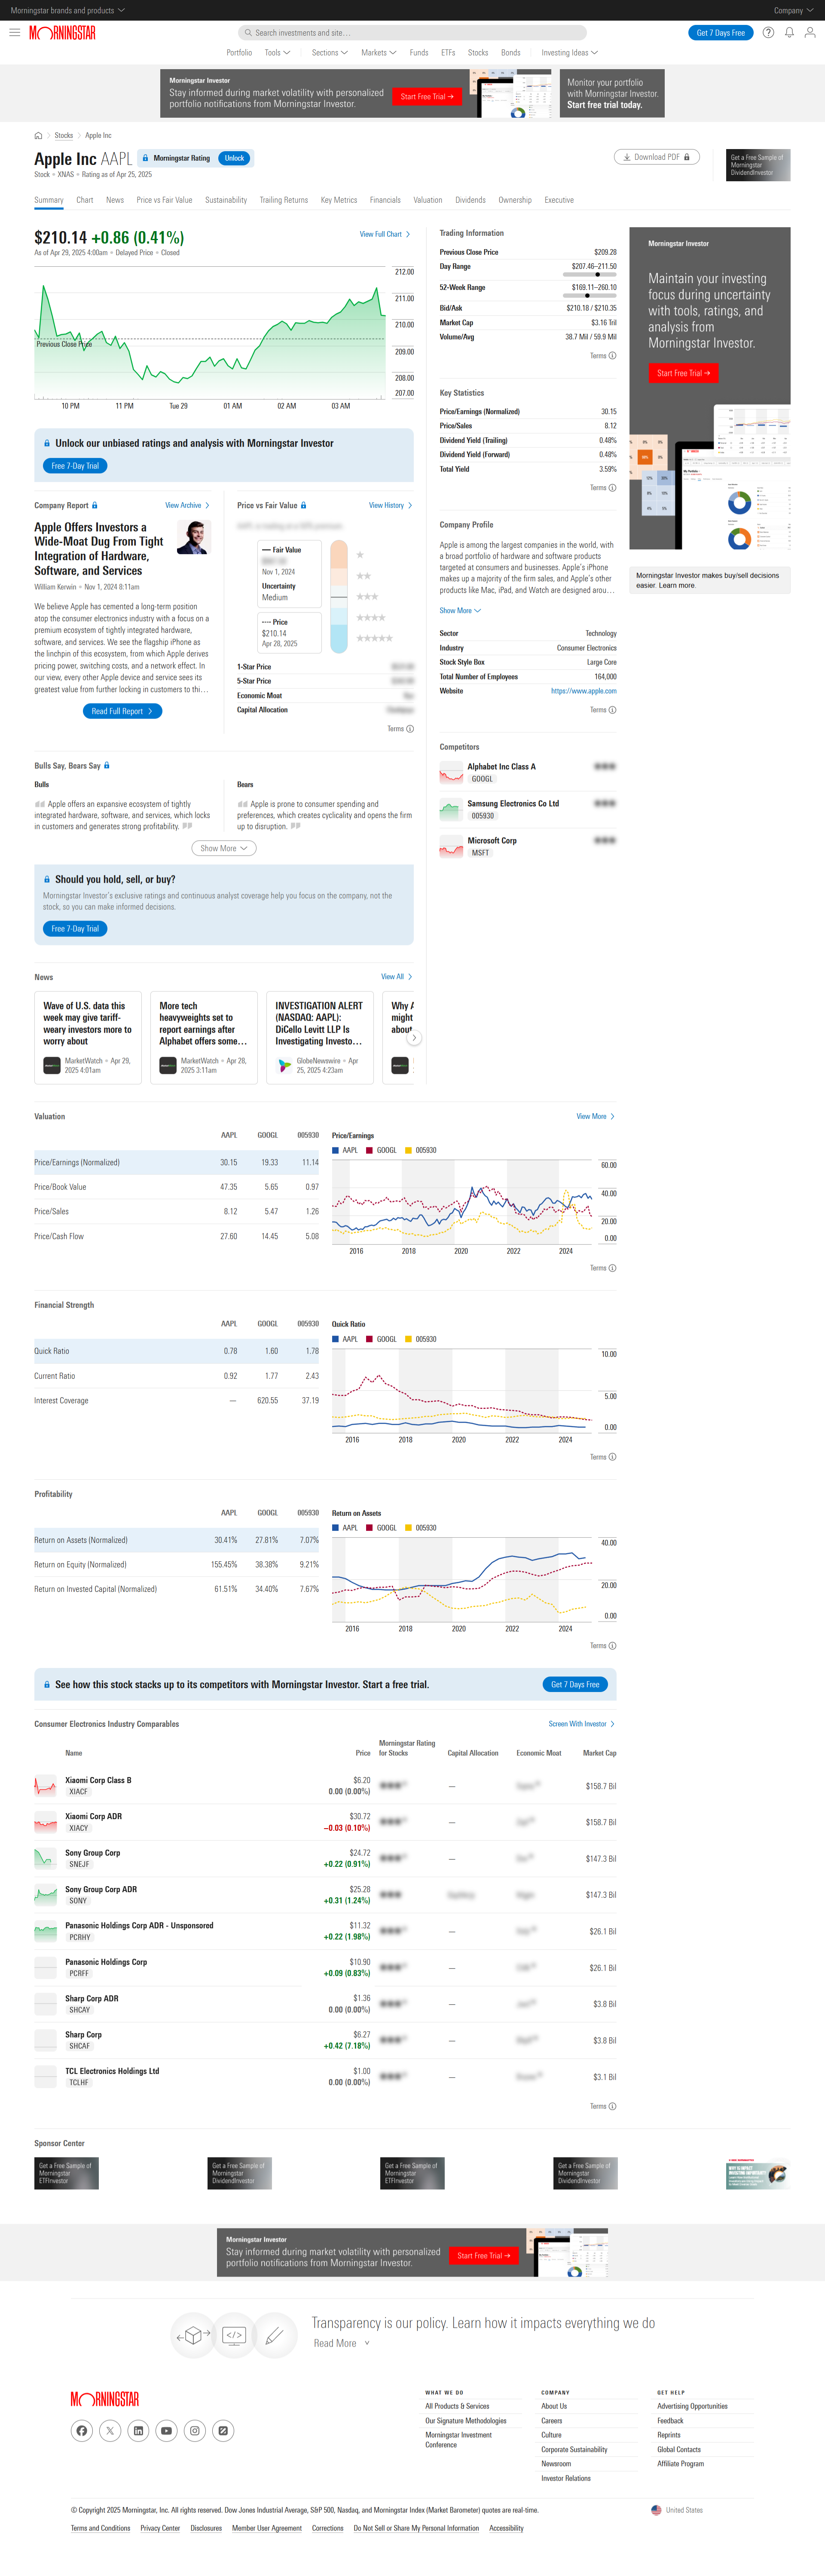 Morningstar brands and products
Company
MORNINGSTAR
Search investments and site…
Get 7 Days Free
Portfolio Tools Sections Markets Funds ETFs Stocks Bonds Investing Ideas
Morningstar Investor
Stay informed during market volatility with personalized
portfolio notifications from Morningstar Investor.
Start Free Trial →
Monitor your portfolio
with Morningstar Investor.
Start free trial today.
Stocks Apple Inc
Apple Inc AAPL
Morningstar Rating
Unlock
Stock • XNAS • Rating as of Apr 25, 2025
Download PDF
Get a Free Sample of
Morningstar
DividendInvestor
Summary Chart News Price vs Fair Value Sustainability Trailing Returns Key Metrics Financials Valuation Dividends Ownership Executive
$210.14 +0.86 (0.41%)
View Full Chart
As of Apr 29, 2025 4:00am • Delayed Price • Closed
212.00
211.00
210.00
209.00
208.00
207.00
Previous Close Price
10 PM 11 PM Tue 29 01 AM 02 AM 03 AM
Unlock our unbiased ratings and analysis with Morningstar Investor
Free 7-Day Trial
Company Report
View Archive
Apple Offers Investors a
Wide-Moat Dug From Tight
Integration of Hardware,
Software, and Services
William Kerwin • Nov 1, 2024 8:11am
We believe Apple has cemented a long-term position
atop the consumer electronics industry with a focus on a
premium ecosystem of tightly integrated hardware,
software, and services. We see the flagship iPhone as
the linchpin of this ecosystem, from which Apple derives
pricing power, switching costs, and a network effect. In
our view, every other Apple device and service sees its
greatest value from further locking in customers to thi…
Read Full Report
Price vs Fair Value
View History
Fair Value
Nov 1, 2024
Uncertainty
Medium
Price
$210.14
Apr 28, 2025
1-Star Price
5-Star Price
Economic Moat
Capital Allocation
Terms
Bulls Say, Bears Say
Bulls
Apple offers an expansive ecosystem of tightly
integrated hardware, software, and services, which locks
in customers and generates strong profitability.
Bears
Apple is prone to consumer spending and
preferences, which creates cyclicality and opens the firm
up to disruption.
Show More
Should you hold, sell, or buy?
Morningstar Investor's exclusive ratings and continuous analyst coverage help you focus on the company, not the
stock, so you can make informed decisions.
Free 7-Day Trial
News
View All
Wave of U.S. data this
week may give tariff-
weary investors more to
worry about
MarketWatch • Apr 29,
2025 4:01am
More tech
heavyweights set to
report earnings after
Alphabet offers some…
MarketWatch • Apr 28,
2025 3:11am
INVESTIGATION ALERT
(NASDAQ: AAPL):
DiCello Levitt LLP Is
Investigating Investo…
GlobeNewswire • Apr
25, 2025 4:23am
Why A
might
about
Trading Information
Previous Close Price $209.28
Day Range $207.46–211.50
52-Week Range $169.11–260.10
Bid/Ask $210.18 / $210.35
Market Cap $3.16 Tril
Volume/Avg 38.7 Mil / 59.9 Mil
Terms
Key Statistics
Price/Earnings (Normalized) 30.15
Price/Sales 8.12
Dividend Yield (Trailing) 0.48%
Dividend Yield (Forward) 0.48%
Total Yield 3.59%
Terms
Company Profile
Apple is among the largest companies in the world, with
a broad portfolio of hardware and software products
targeted at consumers and businesses. Apple's iPhone
makes up a majority of the firm sales, and Apple's other
products like Mac, iPad, and Watch are designed arou…
Show More
Sector Technology
Industry Consumer Electronics
Stock Style Box Large Core
Total Number of Employees 164,000
Website https://www.apple.com
Terms
Competitors
Alphabet Inc Class A
GOOGL
Samsung Electronics Co Ltd
005930
Microsoft Corp
MSFT
Morningstar Investor
Maintain your investing
focus during uncertainty
with tools, ratings, and
analysis from
Morningstar Investor.
Start Free Trial →
Morningstar Investor makes buy/sell decisions
easier. Learn more.
Valuation
View More
AAPL GOOGL 005930
Price/Earnings (Normalized) 30.15 19.33 11.14
Price/Book Value 47.35 5.65 0.97
Price/Sales 8.12 5.47 1.26
Price/Cash Flow 27.60 14.45 5.08
Price/Earnings
AAPL GOOGL 005930
60.00
40.00
20.00
0.00
2016 2018 2020 2022 2024
Terms
Financial Strength
AAPL GOOGL 005930
Quick Ratio 0.78 1.60 1.78
Current Ratio 0.92 1.77 2.43
Interest Coverage — 620.55 37.19
Quick Ratio
AAPL GOOGL 005930
10.00
5.00
0.00
2016 2018 2020 2022 2024
Terms
Profitability
AAPL GOOGL 005930
Return on Assets (Normalized) 30.41% 27.81% 7.07%
Return on Equity (Normalized) 155.45% 38.38% 9.21%
Return on Invested Capital (Normalized) 61.51% 34.40% 7.67%
Return on Assets
AAPL GOOGL 005930
40.00
20.00
0.00
2016 2018 2020 2022 2024
Terms
See how this stock stacks up to its competitors with Morningstar Investor. Start a free trial.
Get 7 Days Free
Consumer Electronics Industry Comparables
Screen With Investor
Name Price Morningstar Rating for Stocks Capital Allocation Economic Moat Market Cap
Xiaomi Corp Class B $6.20
XIACF 0.00 (0.00%) — $158.7 Bil
Xiaomi Corp ADR $30.72
XIACY −0.03 (0.10%) — $158.7 Bil
Sony Group Corp $24.72
SNEJF +0.22 (0.91%) — $147.3 Bil
Sony Group Corp ADR $25.28
SONY +0.31 (1.24%) $147.3 Bil
Panasonic Holdings Corp ADR - Unsponsored $11.32
PCRHY +0.22 (1.98%) — $26.1 Bil
Panasonic Holdings Corp $10.90
PCRFF +0.09 (0.83%) — $26.1 Bil
Sharp Corp ADR $1.36
SHCAY 0.00 (0.00%) — $3.8 Bil
Sharp Corp $6.27
SHCAF +0.42 (7.18%) — $3.8 Bil
TCL Electronics Holdings Ltd $1.00
TCLHF 0.00 (0.00%) — $3.1 Bil
Terms
Sponsor Center
Get a Free Sample of
Morningstar
ETFInvestor
Get a Free Sample of
Morningstar
DividendInvestor
Get a Free Sample of
Morningstar
ETFInvestor
Get a Free Sample of
Morningstar
DividendInvestor
Morningstar Investor
Stay informed during market volatility with personalized
portfolio notifications from Morningstar Investor.
Start Free Trial →
Transparency is our policy. Learn how it impacts everything we do
Read More
MORNINGSTAR
WHAT WE DO
All Products & Services
Our Signature Methodologies
Morningstar Investment
Conference
COMPANY
About Us
Careers
Culture
Corporate Sustainability
Newsroom
Investor Relations
GET HELP
Advertising Opportunities
Feedback
Reprints
Global Contacts
Affiliate Program
© Copyright 2025 Morningstar, Inc. All rights reserved. Dow Jones Industrial Average, S&P 500, Nasdaq, and Morningstar Index (Market Barometer) quotes are real-time.
United States
Terms and Conditions Privacy Center Disclosures Member User Agreement Corrections Do Not Sell or Share My Personal Information Accessibility